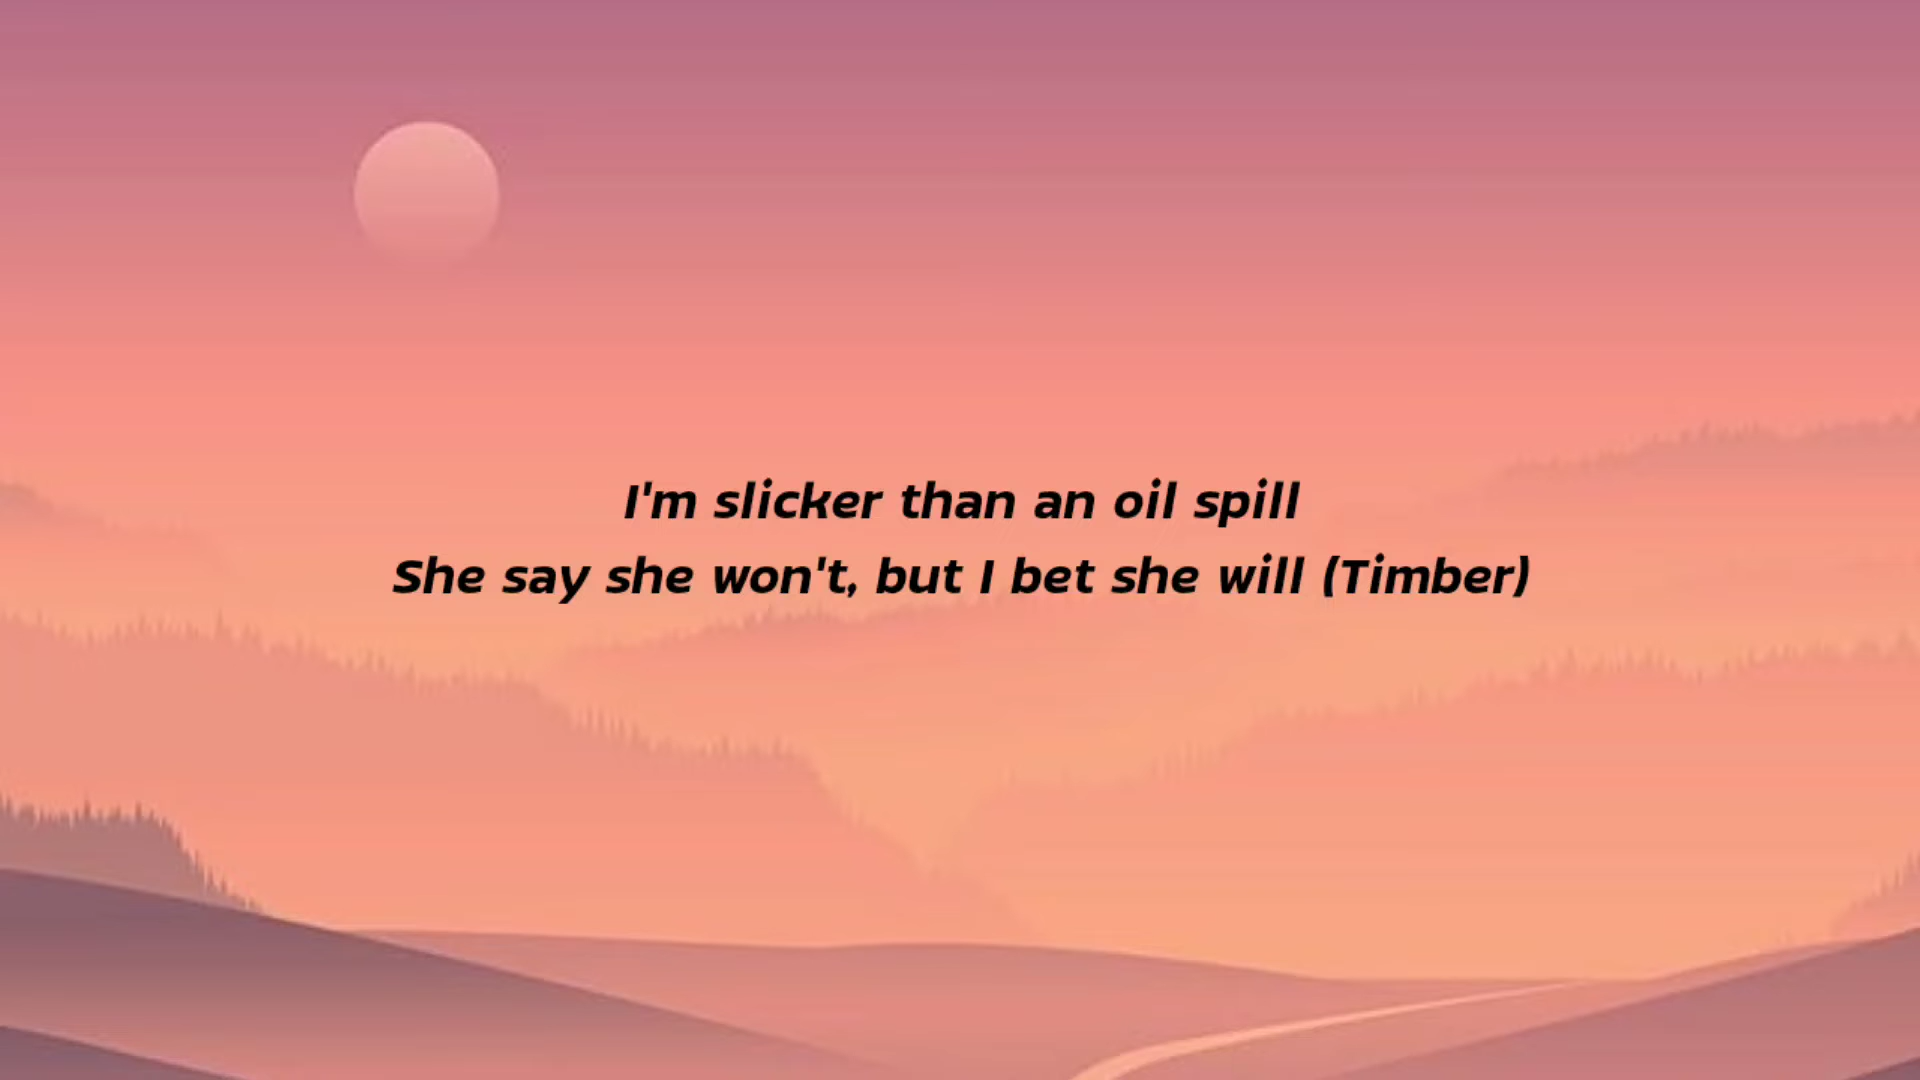 I'm slicker than an oil spill
She say she won't, but I bet she will (Timber)